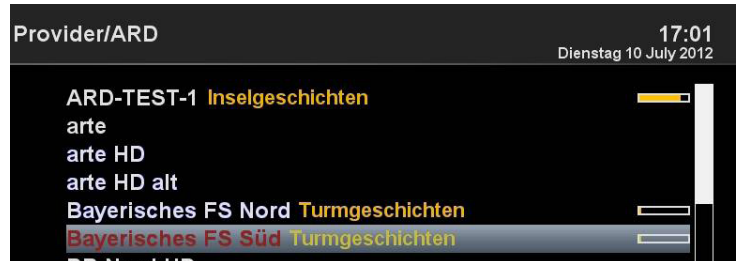 Provider/ARD
17:01
Dienstag 10 July 2012
ARD-TEST-1 Inselgeschichten
arte
arte HD
arte HD alt
Bayerisches FS Nord Turmgeschichten
Bayerisches FS Süd Turmgeschichten